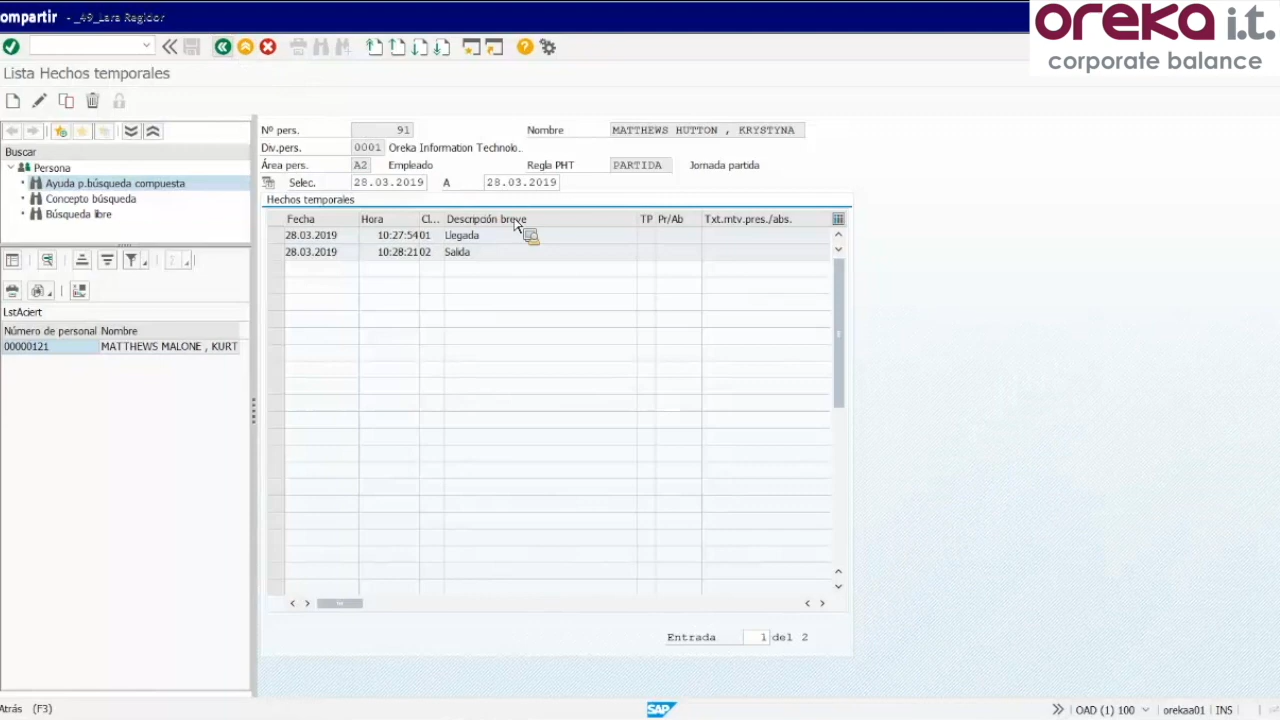 ompartir - _49_Lara Regidor
oreka i.t.
corporate balance
Lista Hechos temporales
Nº pers. 91 Nombre MATTHEWS HUTTON , KRYSTYNA
Div.pers. 0001 Oreka Information Technolo..
Área pers. A2 Empleado Regla PHT PARTIDA Jornada partida
Selec. 28.03.2019 A 28.03.2019
Buscar
Persona
Ayuda p.búsqueda compuesta
Concepto búsqueda
Búsqueda libre
Hechos temporales
Fecha Hora Cl... Descripción breve TP Pr/Ab Txt.mtv.pres./abs.
28.03.2019 10:27:54 01 Llegada
28.03.2019 10:28:21 02 Salida
LstAciert
Número de personal Nombre
00000121 MATTHEWS MALONE , KURT
Entrada 1 del 2
Atrás (F3)
SAP
OAD (1) 100 orekaa01 INS